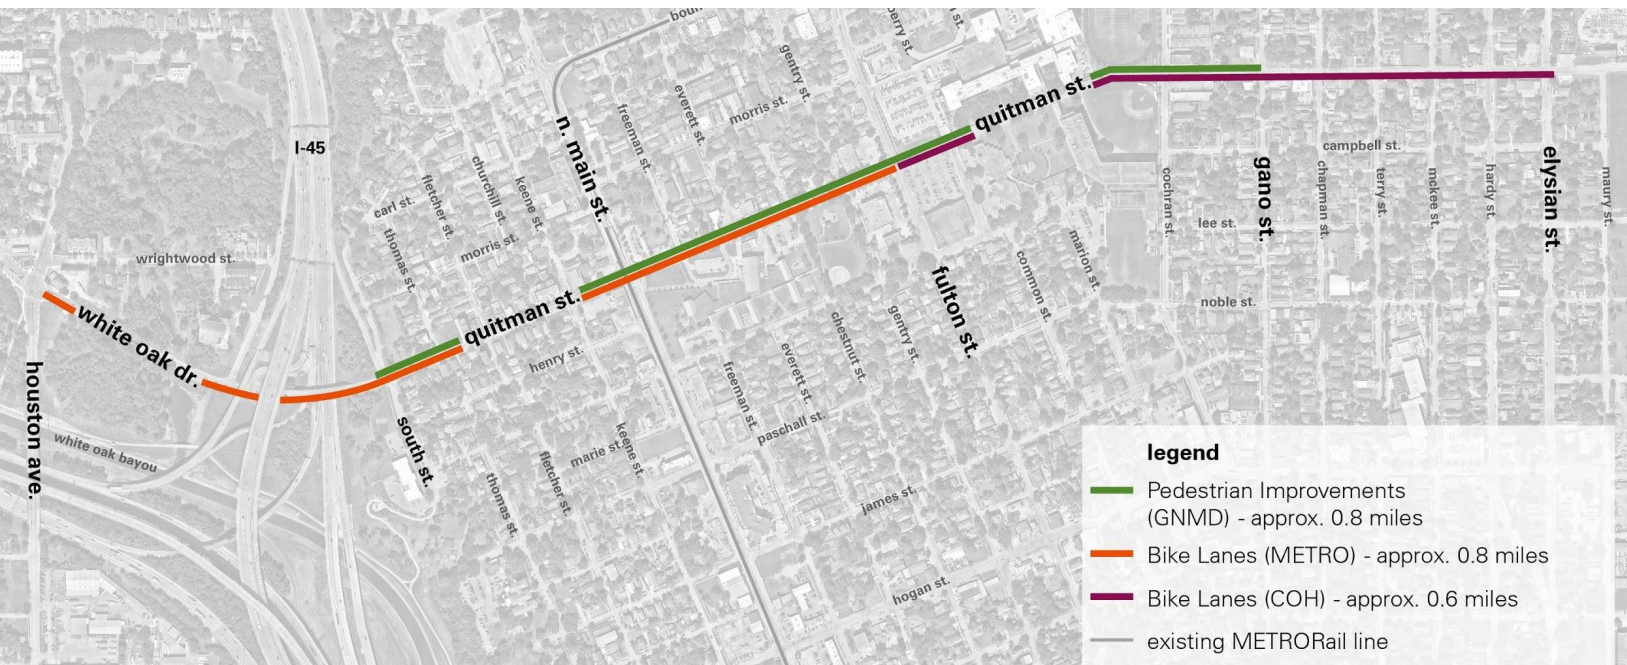 boun
berry st.
y st.
gentry st.
everett st.
morris st.
freeman st.
n. main st.
quitman st.
I-45
churchill st.
keene st.
fletcher st.
carl st.
thomas st.
morris st.
wrightwood st.
campbell st.
cochran st.
gano st.
chapman st.
terry st.
mckee st.
hardy st.
elysian st.
maury st.
lee st.
noble st.
marion st.
common st.
fulton st.
gentry st.
chestnut st.
everett st.
freeman st.
paschall st.
quitman st.
henry st.
white oak dr.
houston ave.
white oak bayou
south st.
thomas st.
fletcher st.
marie st.
keene st.
james st.
hogan st.
legend
Pedestrian Improvements
(GNMD) - approx. 0.8 miles
Bike Lanes (METRO) - approx. 0.8 miles
Bike Lanes (COH) - approx. 0.6 miles
existing METRORail line